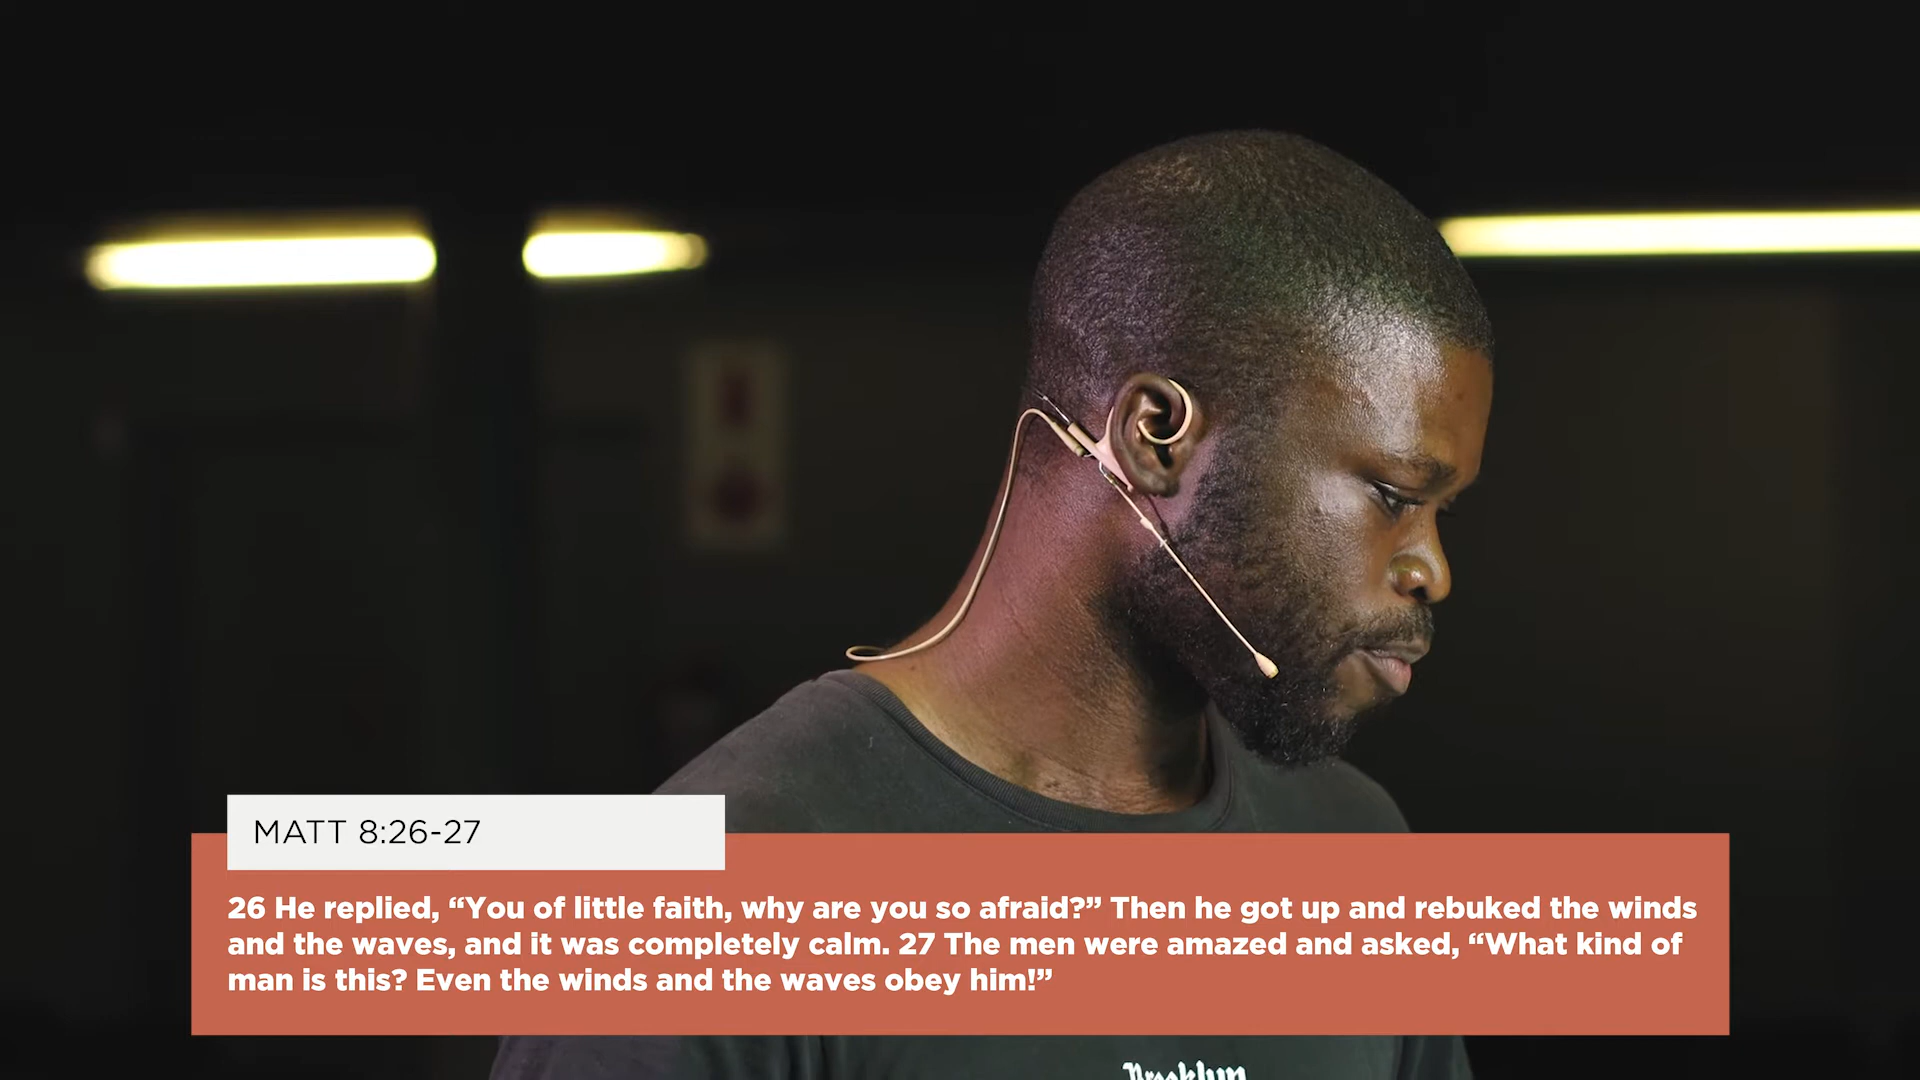 MATT 8:26-27
26 He replied, “You of little faith, why are you so afraid?” Then he got up and rebuked the winds
and the waves, and it was completely calm. 27 The men were amazed and asked, “What kind of
man is this? Even the winds and the waves obey him!”
Brooklyn